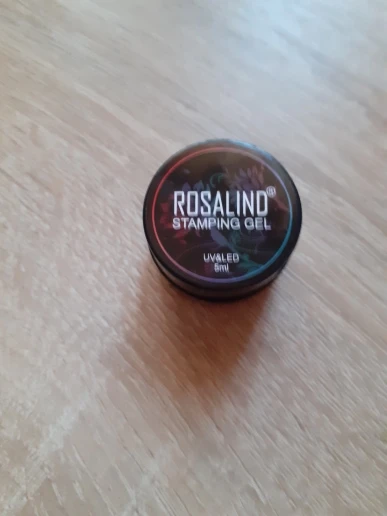 ROSALIND®
STAMPING GEL
UV&LED
5ml